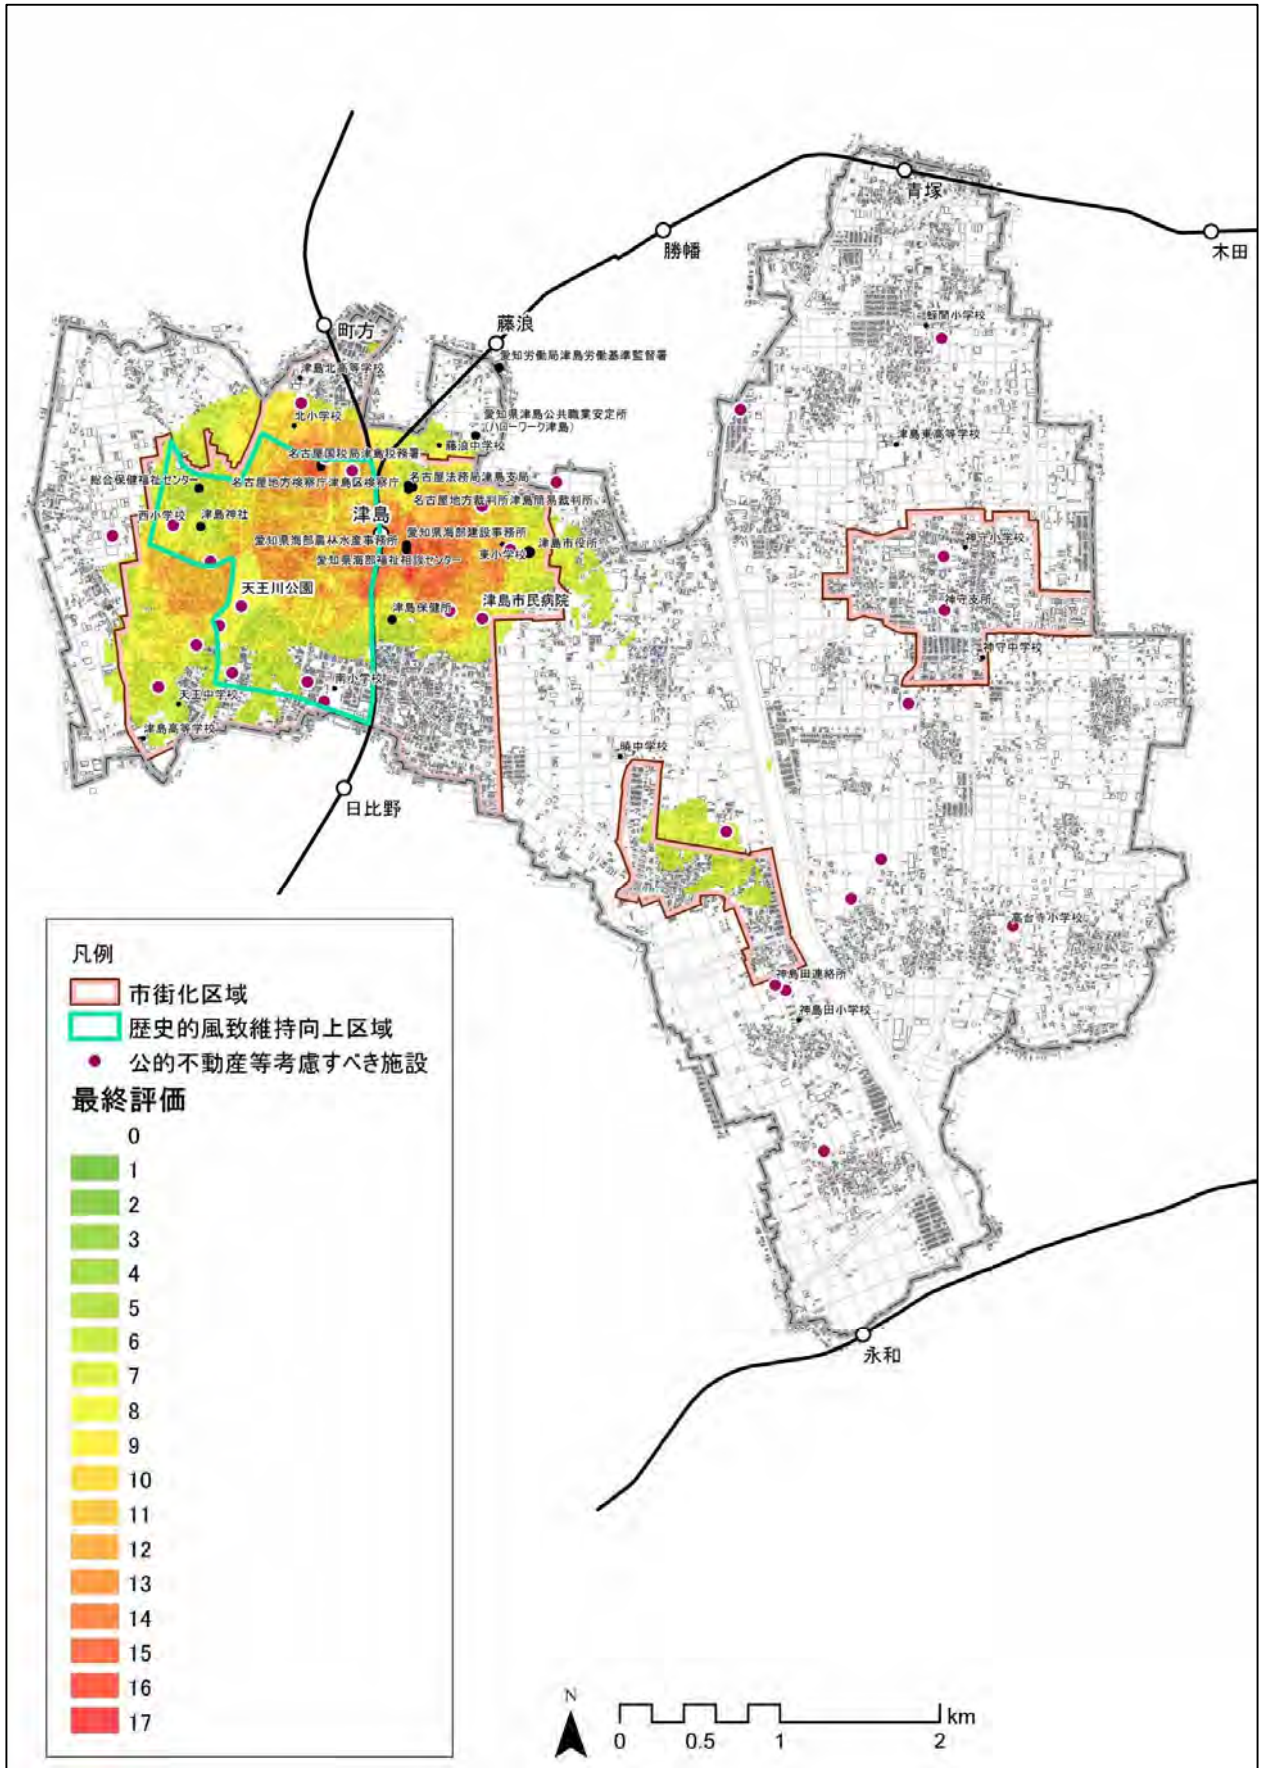 青塚
勝幡
木田
町方
藤浪
愛知労働局津島労働基準監督署
蛭間小学校
津島北高等学校
愛知県津島公共職業安定所
(ハローワーク津島)
北小学校
藤浪中学校
津島東高等学校
名古屋国税局津島税務署
総合保健福祉センター
名古屋地方検察庁津島区検察庁
名古屋法務局津島支局
名古屋地方裁判所津島簡易裁判所
西小学校
津島神社
津島
愛知県海部建設事務所
愛知県海部農林水産事務所
津島市役所
東小学校
愛知県海部福祉相談センター
神守小学校
天王川公園
津島保健所
津島市民病院
神守支所
神守中学校
南小学校
天王中学校
津島高等学校
暁中学校
日比野
高台寺小学校
神島田連絡所
神島田小学校
永和
凡例
市街化区域
歴史的風致維持向上区域
公的不動産等考慮すべき施設
最終評価
0
1
2
3
4
5
6
7
8
9
10
11
12
13
14
15
16
17
N
km
0 0.5 1 2